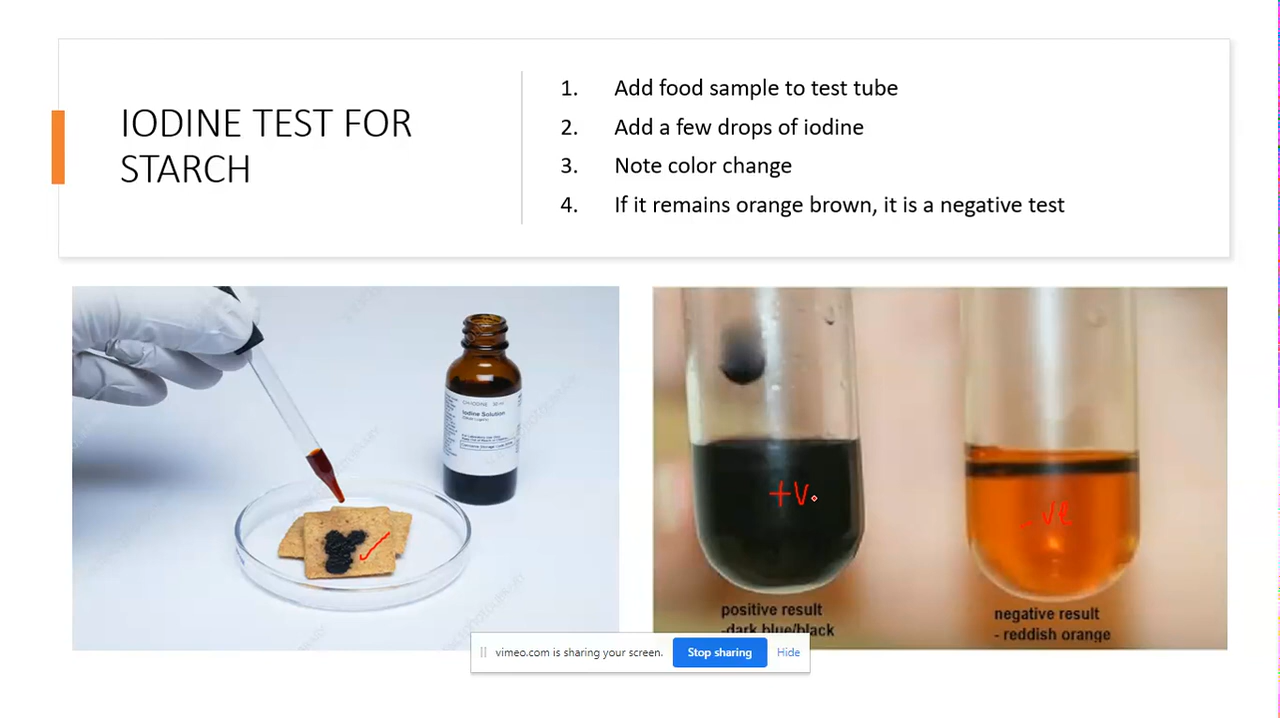 IODINE TEST FOR
STARCH
1. Add food sample to test tube
2. Add a few drops of iodine
3. Note color change
4. If it remains orange brown, it is a negative test
Iodine Solution
+V
-ve
positive result
-dark blue/black
negative result
- reddish orange
vimeo.com is sharing your screen.
Stop sharing
Hide